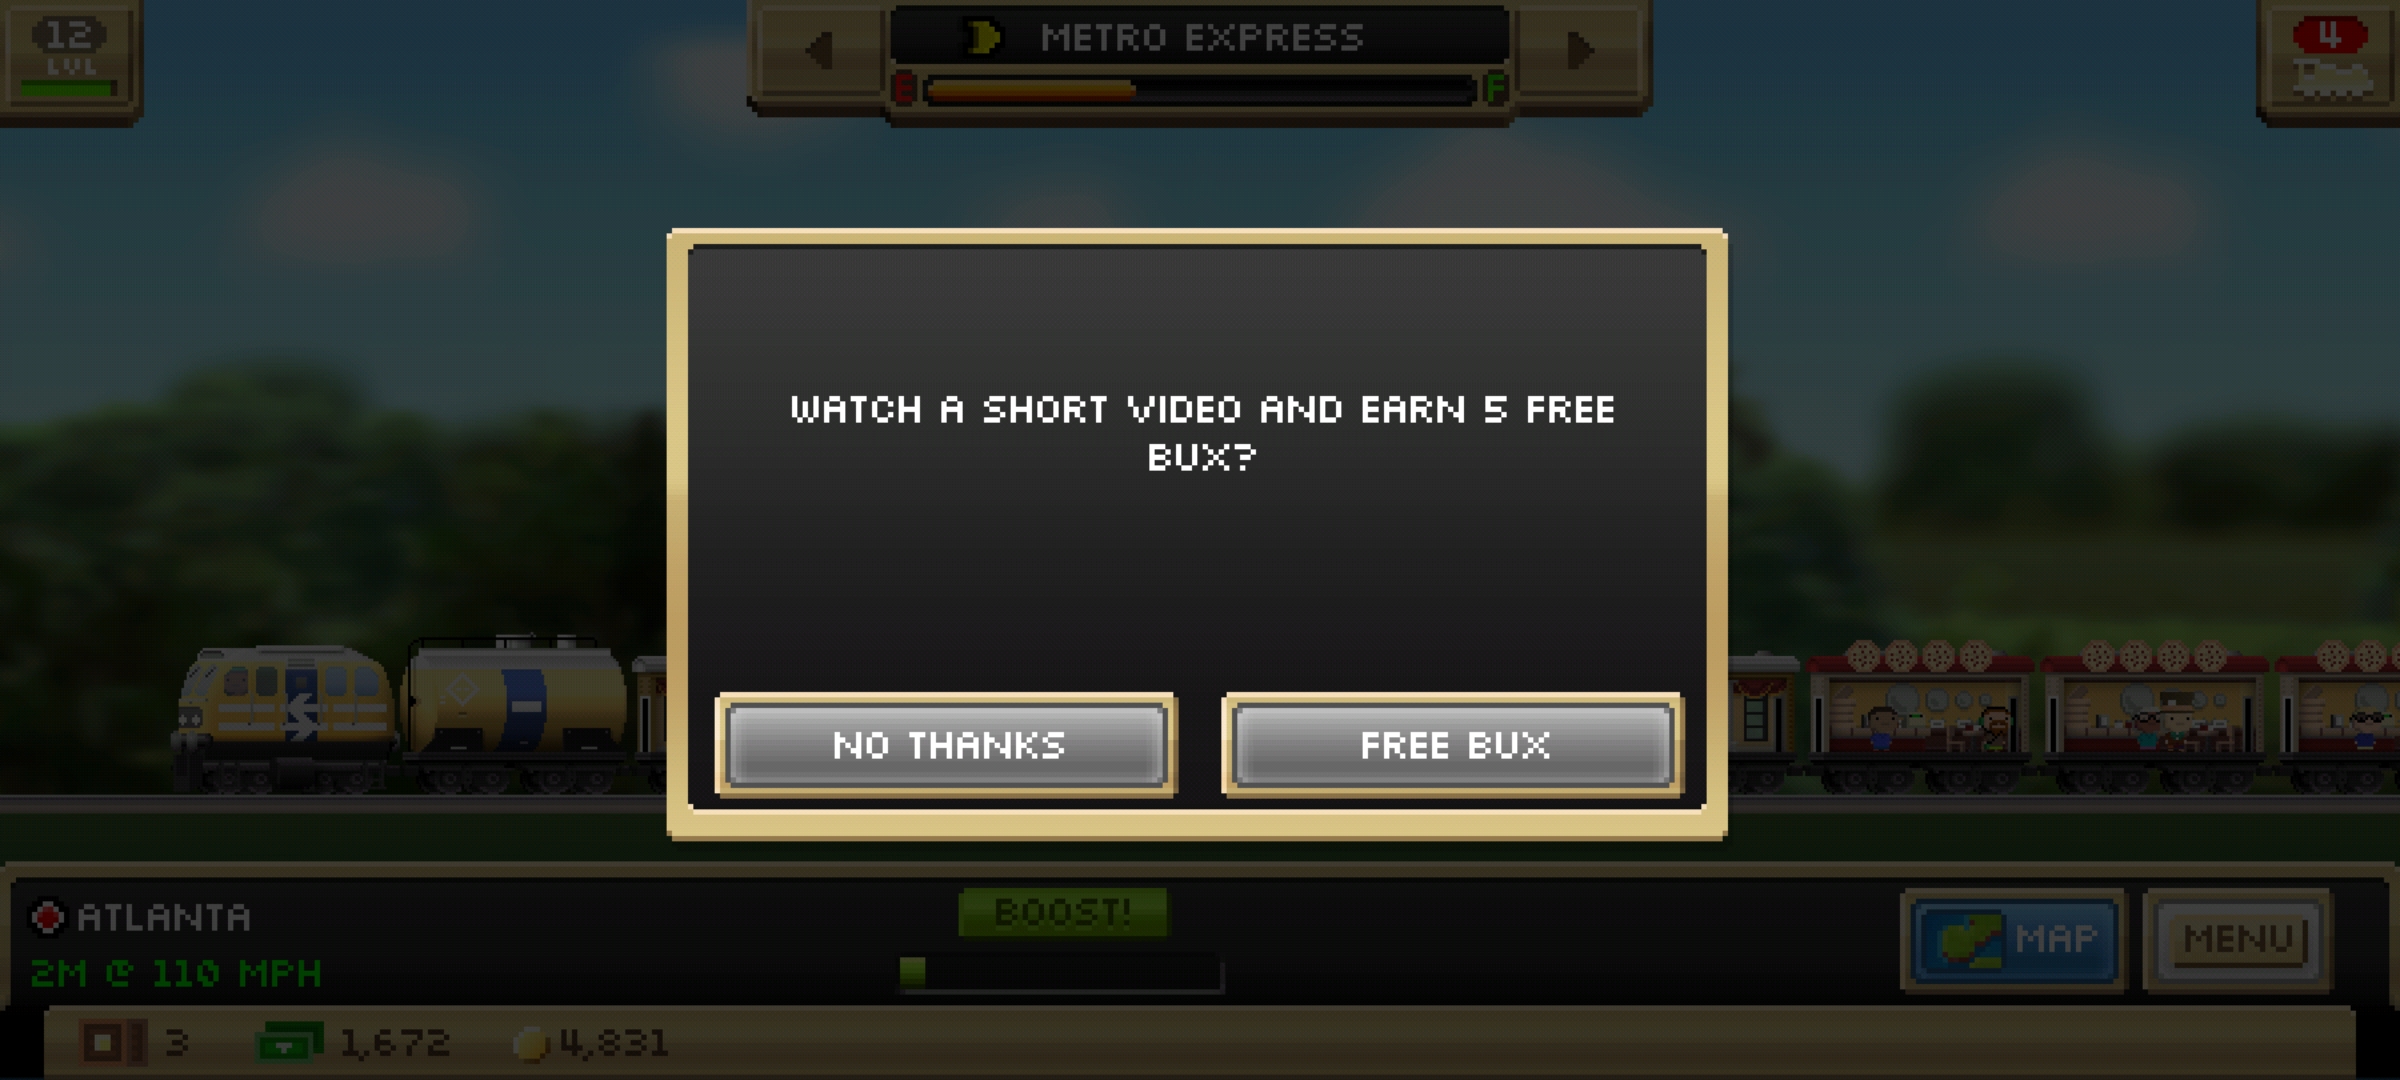 12
LVL
METRO EXPRESS
E
F
4
WATCH A SHORT VIDEO AND EARN 5 FREE
BUX?
NO THANKS
FREE BUX
ATLANTA
2M @ 110 MPH
BOOST!
MAP
MENU
3
1,672
4,831